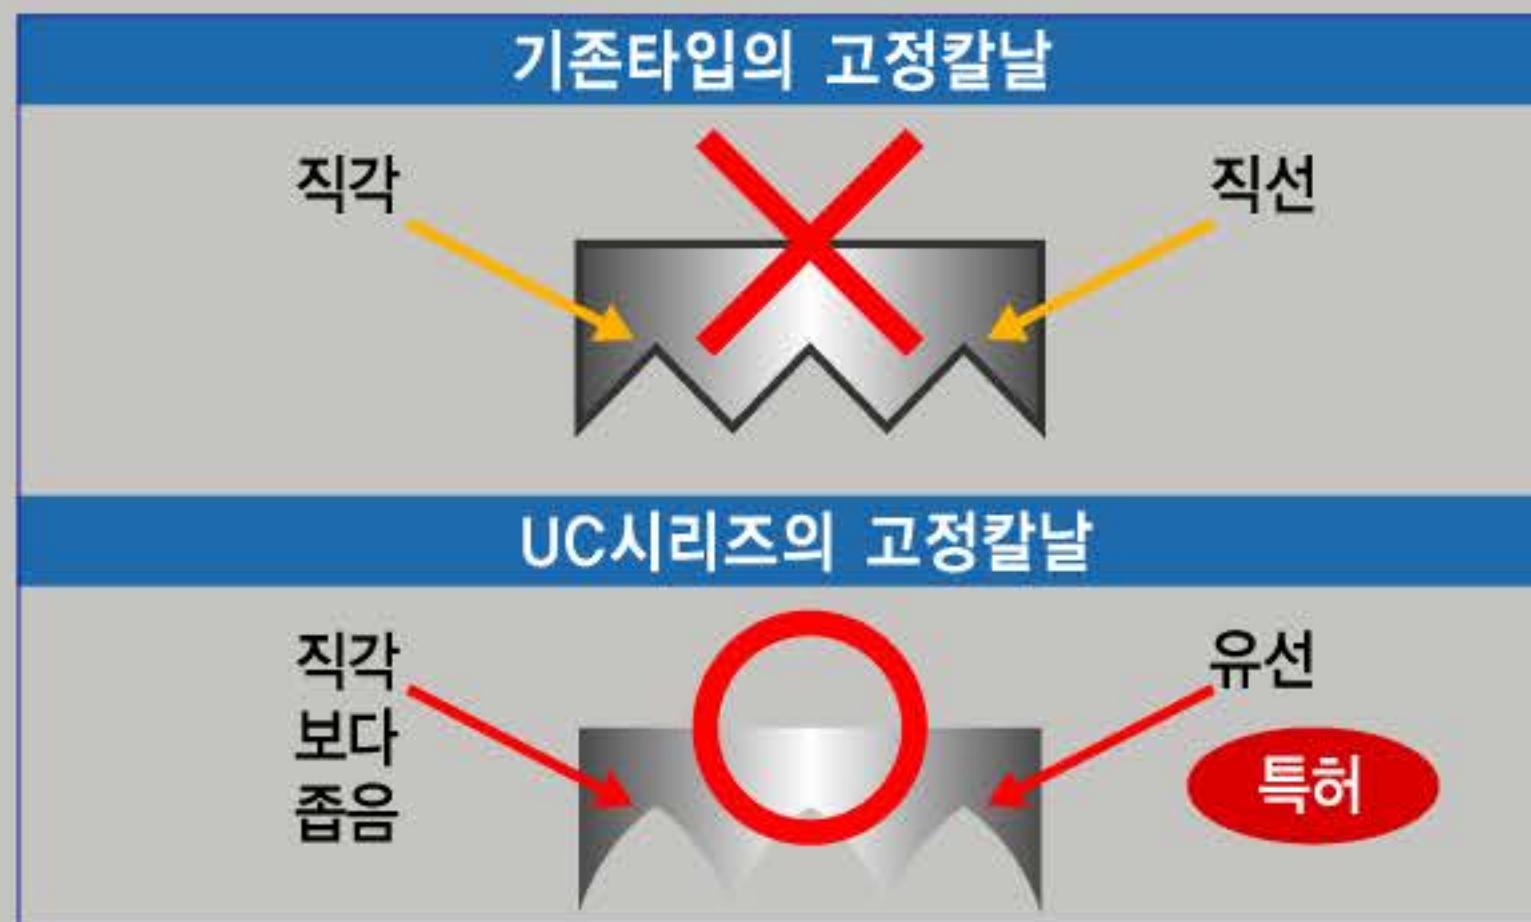 기존타입의 고정칼날
직각
직선
UC시리즈의 고정칼날
직각
보다
좁음
유선
특허